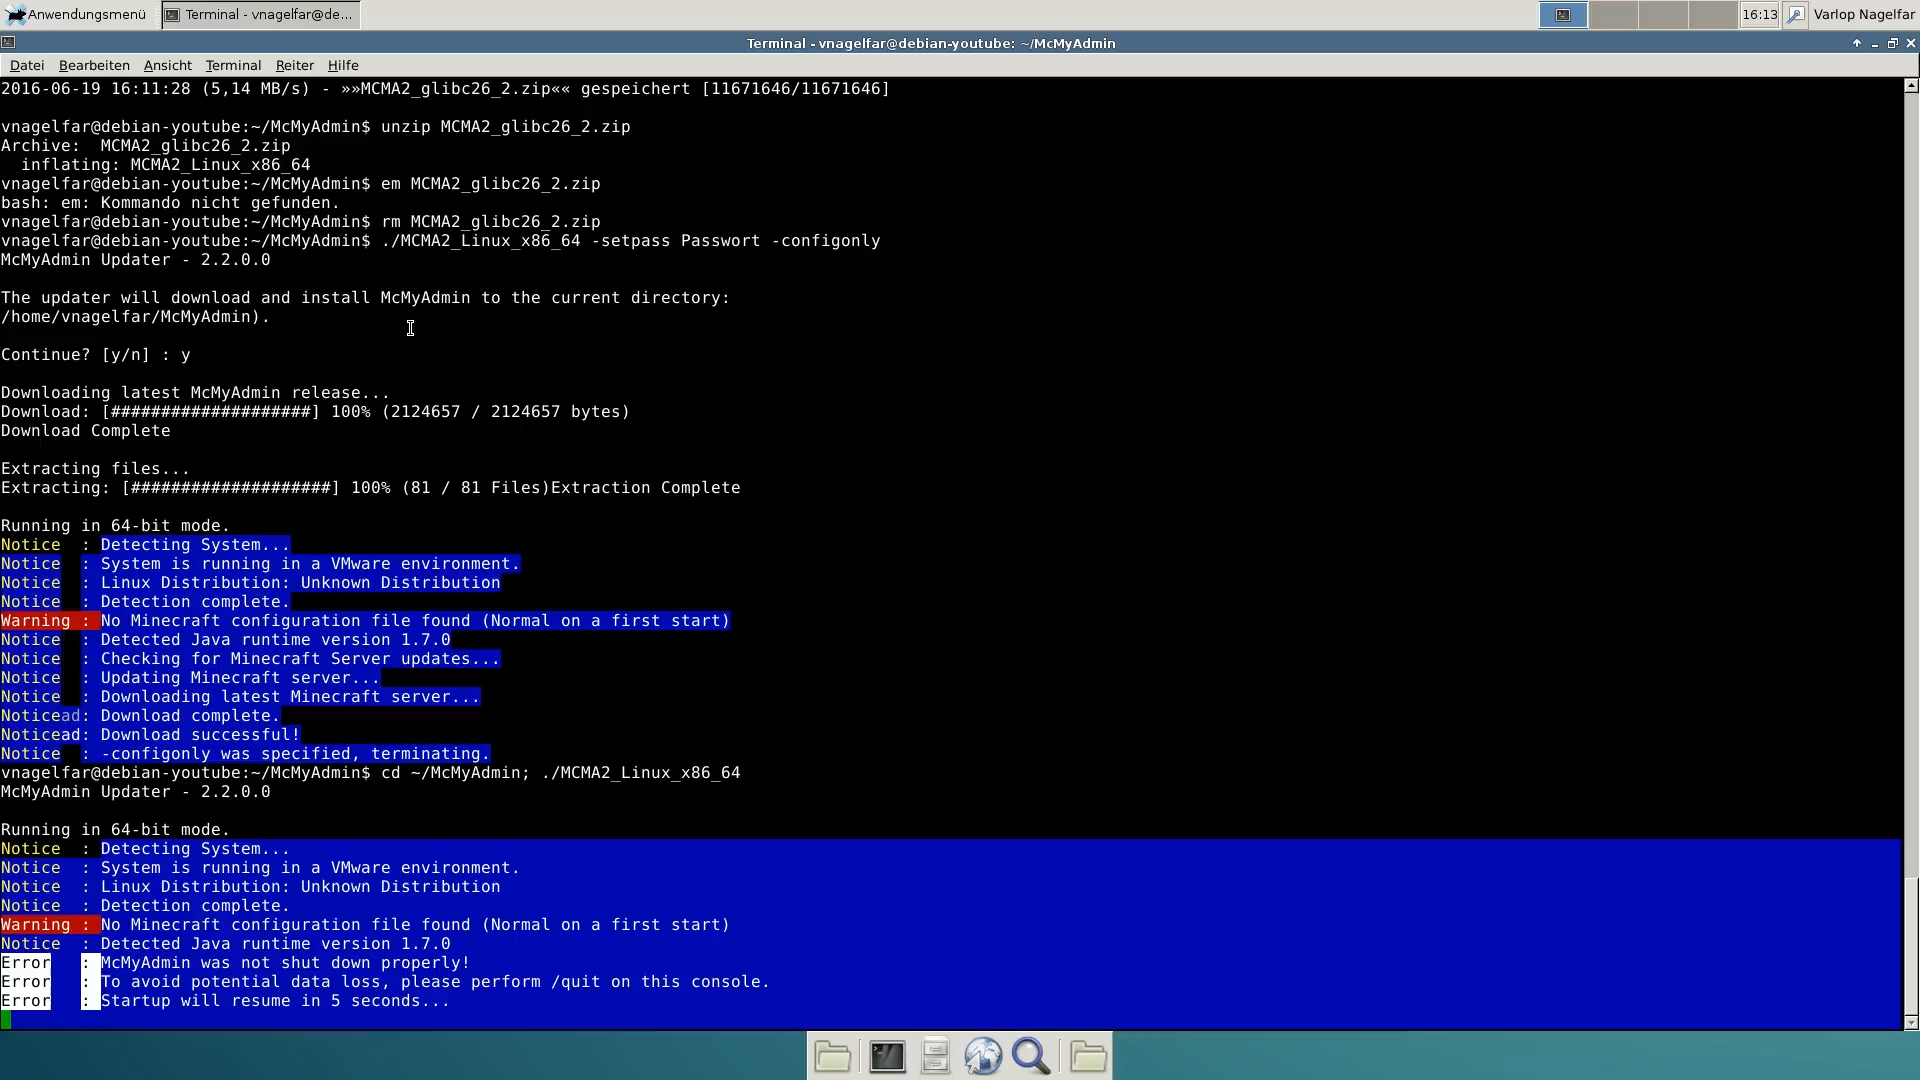 Anwendungsmenü
Terminal - vnagelfar@de...
16:13
Varlop Nagelfar
Terminal - vnagelfar@debian-youtube: ~/McMyAdmin
Datei Bearbeiten Ansicht Terminal Reiter Hilfe
2016-06-19 16:11:28 (5,14 MB/s) - »»MCMA2_glibc26_2.zip«« gespeichert [11671646/11671646]
vnagelfar@debian-youtube:~/McMyAdmin$ unzip MCMA2_glibc26_2.zip
Archive:  MCMA2_glibc26_2.zip
  inflating: MCMA2_Linux_x86_64
vnagelfar@debian-youtube:~/McMyAdmin$ em MCMA2_glibc26_2.zip
bash: em: Kommando nicht gefunden.
vnagelfar@debian-youtube:~/McMyAdmin$ rm MCMA2_glibc26_2.zip
vnagelfar@debian-youtube:~/McMyAdmin$ ./MCMA2_Linux_x86_64 -setpass Passwort -configonly
McMyAdmin Updater - 2.2.0.0
The updater will download and install McMyAdmin to the current directory:
/home/vnagelfar/McMyAdmin).
Continue? [y/n] : y
Downloading latest McMyAdmin release...
Download: [####################] 100% (2124657 / 2124657 bytes)
Download Complete
Extracting files...
Extracting: [####################] 100% (81 / 81 Files)Extraction Complete
Running in 64-bit mode.
Notice  : Detecting System...
Notice  : System is running in a VMware environment.
Notice  : Linux Distribution: Unknown Distribution
Notice  : Detection complete.
Warning : No Minecraft configuration file found (Normal on a first start)
Notice  : Detected Java runtime version 1.7.0
Notice  : Checking for Minecraft Server updates...
Notice  : Updating Minecraft server...
Notice  : Downloading latest Minecraft server...
Noticead: Download complete.
Noticead: Download successful!
Notice  : -configonly was specified, terminating.
vnagelfar@debian-youtube:~/McMyAdmin$ cd ~/McMyAdmin; ./MCMA2_Linux_x86_64
McMyAdmin Updater - 2.2.0.0
Running in 64-bit mode.
Notice  : Detecting System...
Notice  : System is running in a VMware environment.
Notice  : Linux Distribution: Unknown Distribution
Notice  : Detection complete.
Warning : No Minecraft configuration file found (Normal on a first start)
Notice  : Detected Java runtime version 1.7.0
Error   : McMyAdmin was not shut down properly!
Error   : To avoid potential data loss, please perform /quit on this console.
Error   : Startup will resume in 5 seconds...